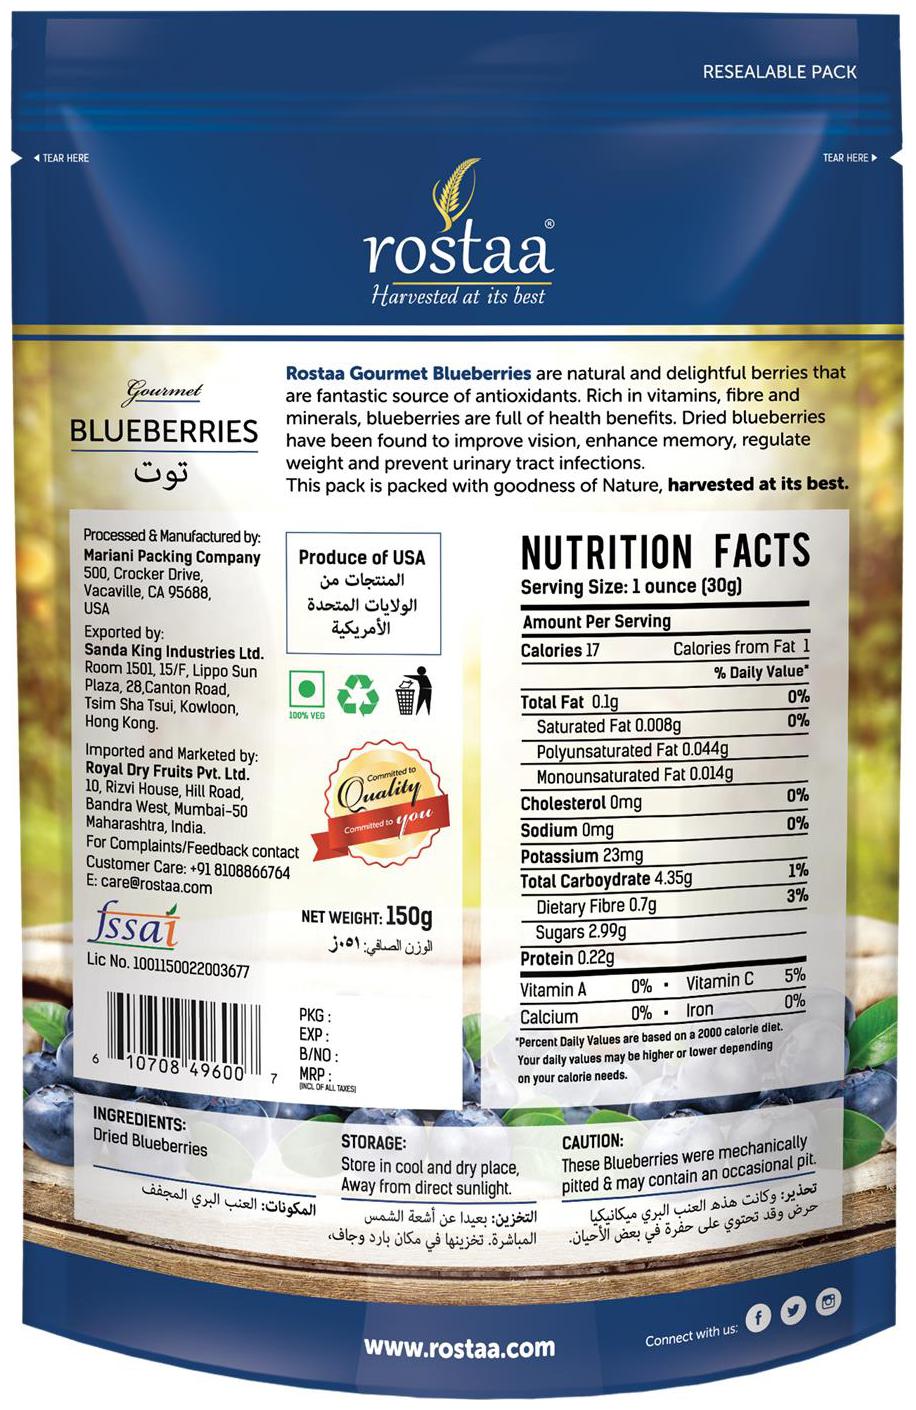 RESEALABLE PACK
TEAR HERE
TEAR HERE
rostaa®
Harvested at its best
Gourmet
BLUEBERRIES
توت
Rostaa Gourmet Blueberries are natural and delightful berries that
are fantastic source of antioxidants. Rich in vitamins, fibre and
minerals, blueberries are full of health benefits. Dried blueberries
have been found to improve vision, enhance memory, regulate
weight and prevent urinary tract infections.
This pack is packed with goodness of Nature, harvested at its best.
Processed & Manufactured by:
Mariani Packing Company
500, Crocker Drive,
Vacaville, CA 95688,
USA
Exported by:
Sanda King Industries Ltd.
Room 1501, 15/F, Lippo Sun
Plaza, 28,Canton Road,
Tsim Sha Tsui, Kowloon,
Hong Kong.
Imported and Marketed by:
Royal Dry Fruits Pvt. Ltd.
10, Rizvi House, Hill Road,
Bandra West, Mumbai-50
Maharashtra, India.
For Complaints/Feedback contact
Customer Care: +91 8108866764
E: care@rostaa.com
fssai
Lic No. 1001150022003677
6 10708 49600 7
Produce of USA
المنتجات من
الولايات المتحدة
الأمريكية
100% VEG
Committed to
Quality
Committed to you
NET WEIGHT: 150g
الوزن الصافي: ٠٥١ز
PKG :
EXP :
B/NO :
MRP :
(INCL OF ALL TAXES)
NUTRITION FACTS
Serving Size: 1 ounce (30g)
Amount Per Serving
Calories 17 Calories from Fat 1
% Daily Value*
Total Fat 0.1g 0%
Saturated Fat 0.008g 0%
Polyunsaturated Fat 0.044g
Monounsaturated Fat 0.014g
Cholesterol 0mg 0%
Sodium 0mg 0%
Potassium 23mg
Total Carboydrate 4.35g 1%
Dietary Fibre 0.7g 3%
Sugars 2.99g
Protein 0.22g
Vitamin A 0% • Vitamin C 5%
Calcium 0% • Iron 0%
*Percent Daily Values are based on a 2000 calorie diet.
Your daily values may be higher or lower depending
on your calorie needs.
INGREDIENTS:
Dried Blueberries
المكونات: العنب البري المجفف
STORAGE:
Store in cool and dry place,
Away from direct sunlight.
التخزين: بعيدا عن أشعة الشمس
المباشرة. تخزينها في مكان بارد وجاف،
CAUTION:
These Blueberries were mechanically
pitted & may contain an occasional pit.
تحذير: وكانت هذه العنب البري ميكانيكيا
حرض وقد تحتوي على حفرة في بعض الأحيان.
www.rostaa.com
Connect with us: